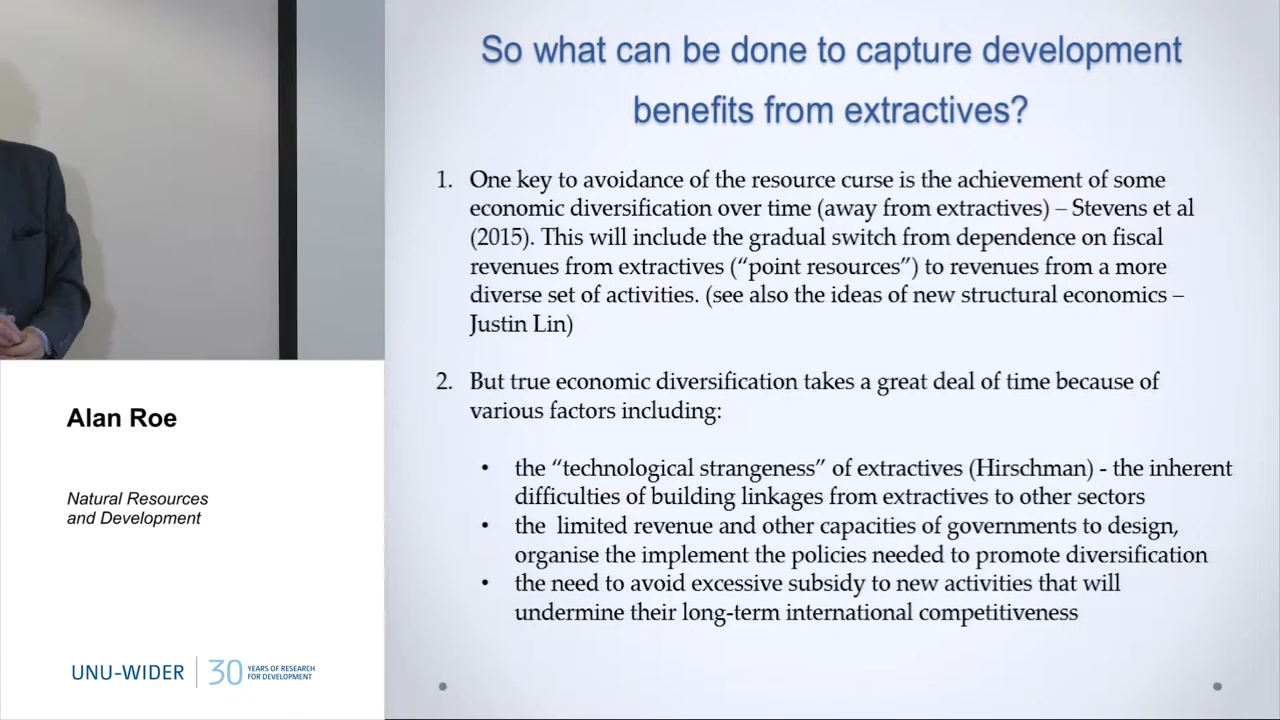 So what can be done to capture development
benefits from extractives?
1. One key to avoidance of the resource curse is the achievement of some
economic diversification over time (away from extractives) – Stevens et al
(2015). This will include the gradual switch from dependence on fiscal
revenues from extractives (“point resources”) to revenues from a more
diverse set of activities. (see also the ideas of new structural economics –
Justin Lin)
2. But true economic diversification takes a great deal of time because of
various factors including:
• the “technological strangeness” of extractives (Hirschman) - the inherent
difficulties of building linkages from extractives to other sectors
• the limited revenue and other capacities of governments to design,
organise the implement the policies needed to promote diversification
• the need to avoid excessive subsidy to new activities that will
undermine their long-term international competitiveness
Alan Roe
Natural Resources
and Development
UNU-WIDER
30 YEARS OF RESEARCH
FOR DEVELOPMENT